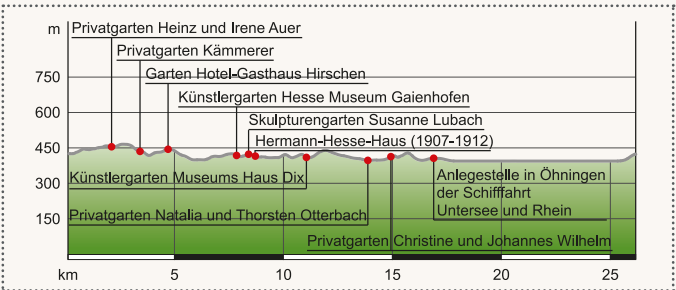 m
Privatgarten Heinz und Irene Auer
Privatgarten Kämmerer
Garten Hotel-Gasthaus Hirschen
750
Künstlergarten Hesse Museum Gaienhofen
600
Skulpturengarten Susanne Lubach
Hermann-Hesse-Haus (1907-1912)
450
Künstlergarten Museums Haus Dix
300
Anlegestelle in Öhningen
der Schifffahrt
Untersee und Rhein
Privatgarten Natalia und Thorsten Otterbach
150
Privatgarten Christine und Johannes Wilhelm
km 5 10 15 20 25